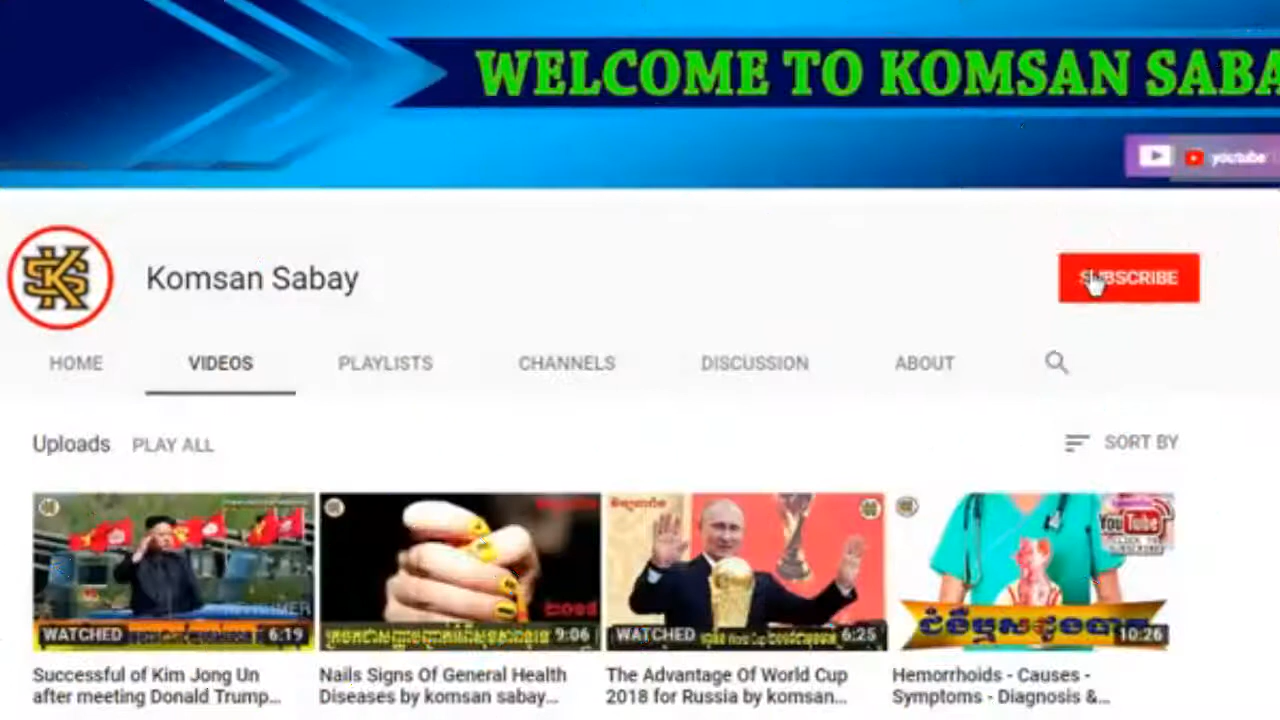 WELCOME TO KOMSAN SABA
youtube
Komsan Sabay
SUBSCRIBE
HOME VIDEOS PLAYLISTS CHANNELS DISCUSSION ABOUT
Uploads PLAY ALL SORT BY
YouTube
WATCHED 6:19 9:06 WATCHED 6:25 10:26
Successful of Kim Jong Un
after meeting Donald Trump...
Nails Signs Of General Health
Diseases by komsan sabay...
The Advantage Of World Cup
2018 for Russia by komsan...
Hemorrhoids - Causes -
Symptoms - Diagnosis &...